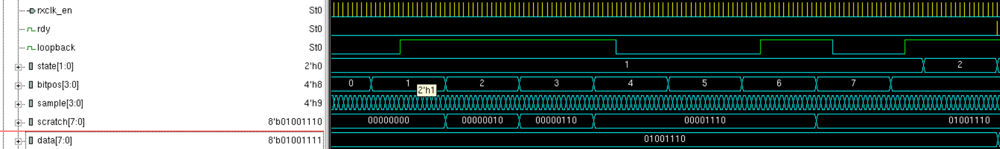 rxclk_en St0
rdy St0
loopback St0
state[1:0] 2'h0 1 2
bitpos[3:0] 4'h8 0 1 2 3 4 5 6 7
2'h1
sample[3:0] 4'h9
scratch[7:0] 8'b01001110 00000000 00000010 00000110 00001110 01001110
data[7:0] 8'b01001111 01001110